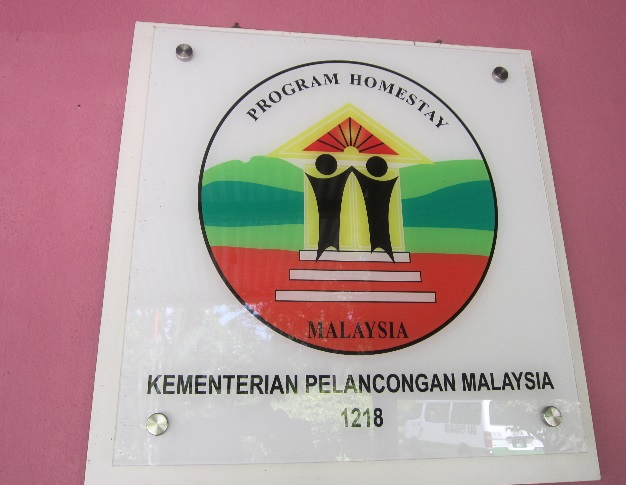 PROGRAM HOMESTAY
MALAYSIA
KEMENTERIAN PELANCONGAN MALAYSIA
1218